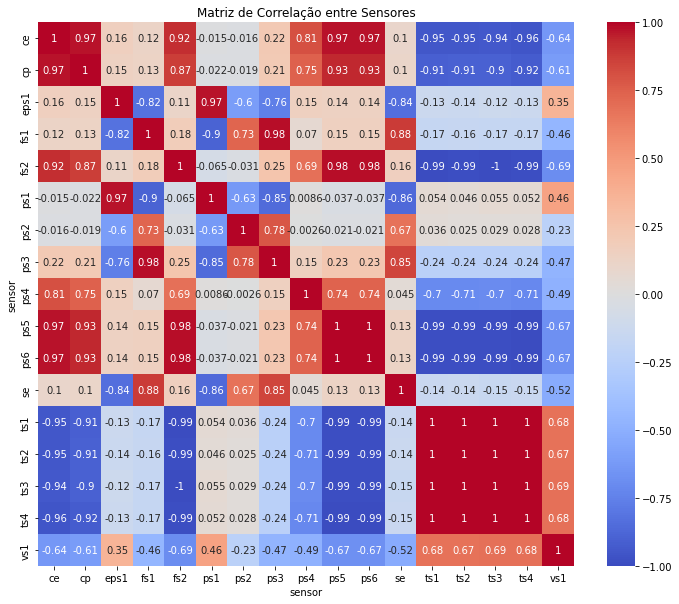 Matriz de Correlação entre Sensores
ce 1 0.97 0.16 0.12 0.92 -0.015 -0.016 0.22 0.81 0.97 0.97 0.1 -0.95 -0.95 -0.94 -0.96 -0.64
cp 0.97 1 0.15 0.13 0.87 -0.022 -0.019 0.21 0.75 0.93 0.93 0.1 -0.91 -0.91 -0.9 -0.92 -0.61
eps1 0.16 0.15 1 -0.82 0.11 0.97 -0.6 -0.76 0.15 0.14 0.14 -0.84 -0.13 -0.14 -0.12 -0.13 0.35
fs1 0.12 0.13 -0.82 1 0.18 -0.9 0.73 0.98 0.07 0.15 0.15 0.88 -0.17 -0.16 -0.17 -0.17 -0.46
fs2 0.92 0.87 0.11 0.18 1 -0.065 -0.031 0.25 0.69 0.98 0.98 0.16 -0.99 -0.99 -1 -0.99 -0.69
ps1 -0.015 -0.022 0.97 -0.9 -0.065 1 -0.63 -0.85 0.0086 -0.037 -0.037 -0.86 0.054 0.046 0.055 0.052 0.46
ps2 -0.016 -0.019 -0.6 0.73 -0.031 -0.63 1 0.78 -0.0026 -0.021 -0.021 0.67 0.036 0.025 0.029 0.028 -0.23
ps3 0.22 0.21 -0.76 0.98 0.25 -0.85 0.78 1 0.15 0.23 0.23 0.85 -0.24 -0.24 -0.24 -0.24 -0.47
sensor
ps4 0.81 0.75 0.15 0.07 0.69 0.0086 -0.0026 0.15 1 0.74 0.74 0.045 -0.7 -0.71 -0.7 -0.71 -0.49
ps5 0.97 0.93 0.14 0.15 0.98 -0.037 -0.021 0.23 0.74 1 1 0.13 -0.99 -0.99 -0.99 -0.99 -0.67
ps6 0.97 0.93 0.14 0.15 0.98 -0.037 -0.021 0.23 0.74 1 1 0.13 -0.99 -0.99 -0.99 -0.99 -0.67
se 0.1 0.1 -0.84 0.88 0.16 -0.86 0.67 0.85 0.045 0.13 0.13 1 -0.14 -0.14 -0.15 -0.15 -0.52
ts1 -0.95 -0.91 -0.13 -0.17 -0.99 0.054 0.036 -0.24 -0.7 -0.99 -0.99 -0.14 1 1 1 1 0.68
ts2 -0.95 -0.91 -0.14 -0.16 -0.99 0.046 0.025 -0.24 -0.71 -0.99 -0.99 -0.14 1 1 1 1 0.67
ts3 -0.94 -0.9 -0.12 -0.17 -1 0.055 0.029 -0.24 -0.7 -0.99 -0.99 -0.15 1 1 1 1 0.69
ts4 -0.96 -0.92 -0.13 -0.17 -0.99 0.052 0.028 -0.24 -0.71 -0.99 -0.99 -0.15 1 1 1 1 0.68
vs1 -0.64 -0.61 0.35 -0.46 -0.69 0.46 -0.23 -0.47 -0.49 -0.67 -0.67 -0.52 0.68 0.67 0.69 0.68 1
ce cp eps1 fs1 fs2 ps1 ps2 ps3 ps4 ps5 ps6 se ts1 ts2 ts3 ts4 vs1
sensor
1.00
0.75
0.50
0.25
0.00
−0.25
−0.50
−0.75
−1.00